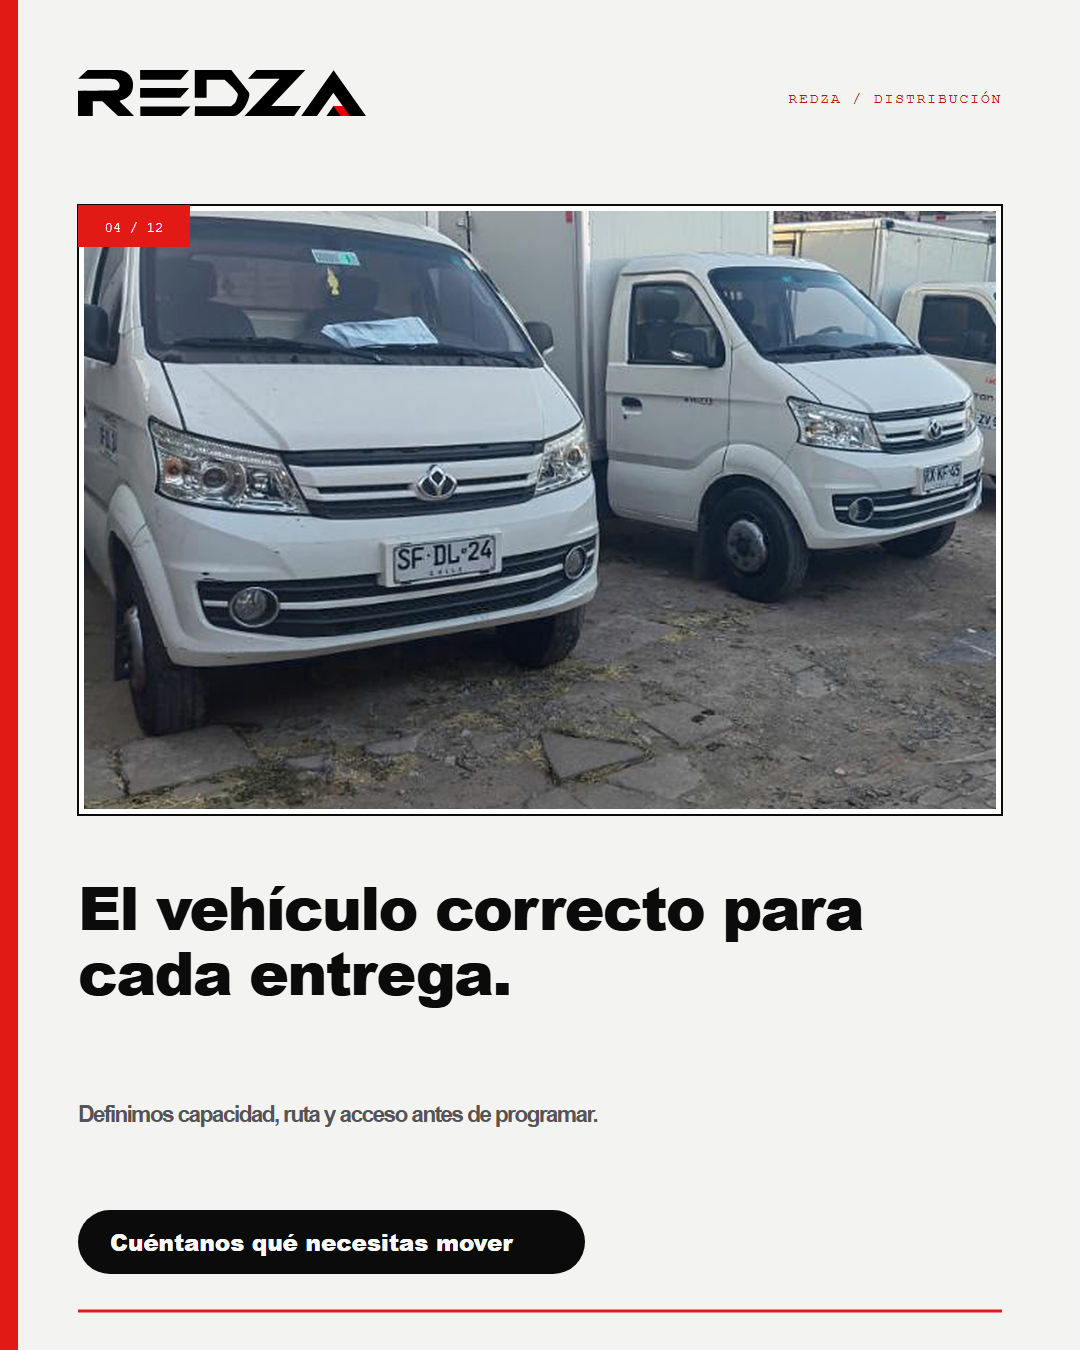 REDZA
REDZA / DISTRIBUCIÓN
04 / 12
SF·DL·24
CHILE
El vehículo correcto para
cada entrega.
Definimos capacidad, ruta y acceso antes de programar.
Cuéntanos qué necesitas mover